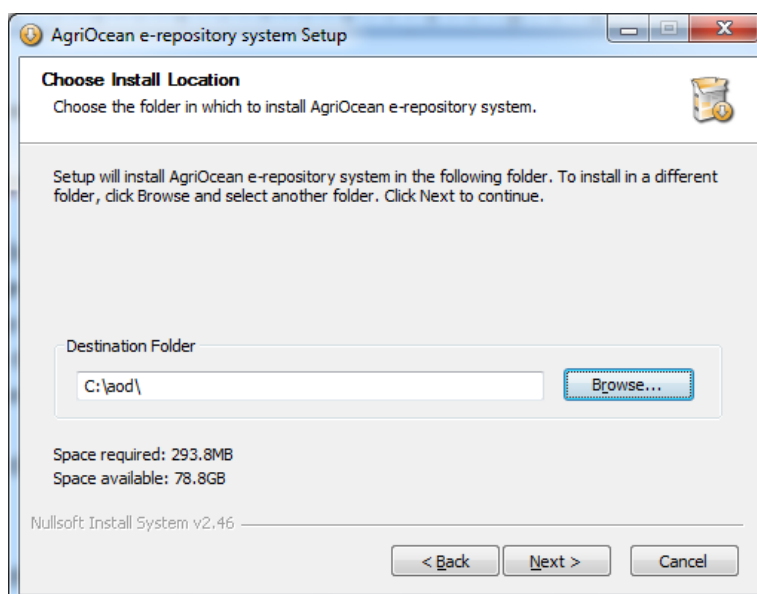 AgriOcean e-repository system Setup
Choose Install Location
Choose the folder in which to install AgriOcean e-repository system.
Setup will install AgriOcean e-repository system in the following folder. To install in a different
folder, click Browse and select another folder. Click Next to continue.
Destination Folder
C:\aod\
Browse...
Space required: 293.8MB
Space available: 78.8GB
Nullsoft Install System v2.46
< Back
Next >
Cancel